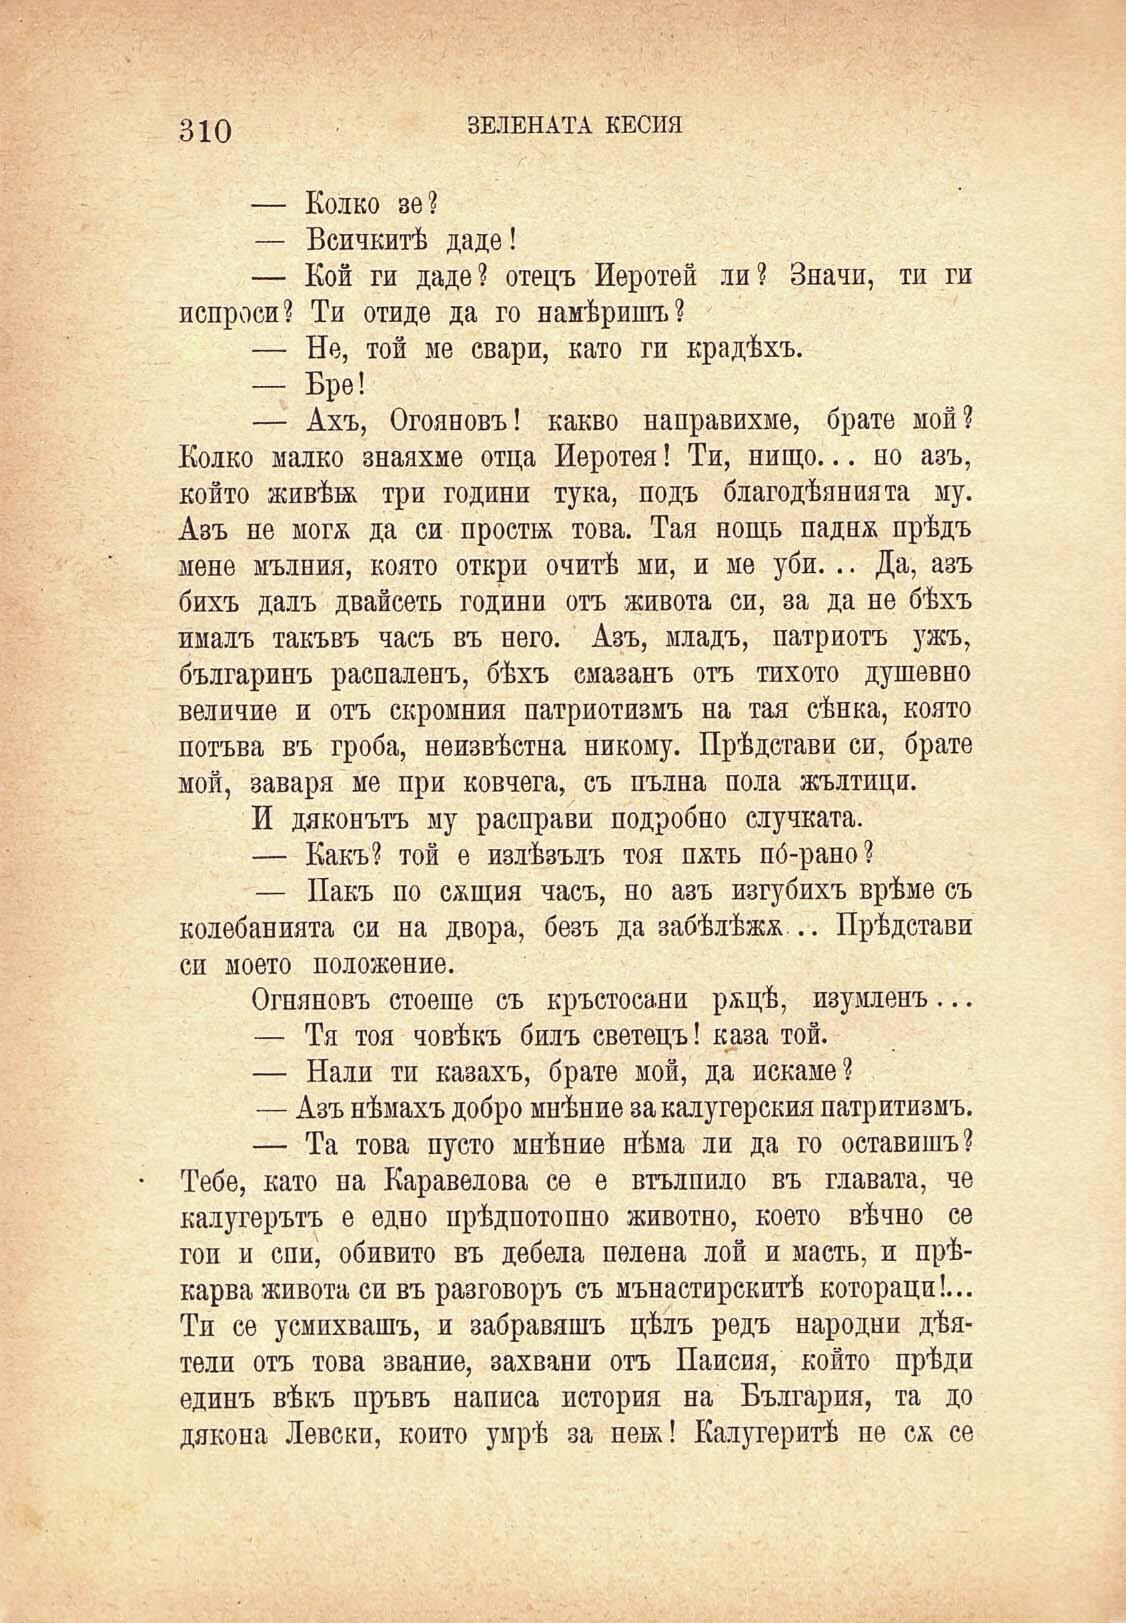 310
ЗЕЛЕНАТА КЕСИЯ
— Колко зе?
— Всичкитѣ даде!
— Кой ги даде? отецъ Иеротей ли? Значи, ти ги
испроси? Ти отиде да го намѣришъ?
— Не, той ме свари, като ги крадѣхъ.
— Бре!
— Ахъ, Огояновъ! какво направихме, брате мой?
Колко малко знаяхме отца Иеротея! Ти, нищо... но азъ,
който живѣѭ три години тука, подъ благодѣянията му.
Азъ не могѫ да си простѭ това. Тая нощь паднѫ прѣдъ
мене мълния, която откри очитѣ ми, и ме уби... Да, азъ
бихъ далъ двайсеть години отъ живота си, за да не бѣхъ
ималъ такъвъ часъ въ него. Азъ, младъ, патриотъ ужъ,
българинъ распаленъ, бѣхъ смазанъ отъ тихото душевно
величие и отъ скромния патриотизмъ на тая сѣнка, която
потъва въ гроба, неизвѣстна никому. Прѣдстави си, брате
мой, заваря ме при ковчега, съ пълна пола жълтици.
И дяконътъ му расправи подробно случката.
— Какъ? той е излѣзълъ тоя пѫть по́-рано?
— Пакъ по сѫщия часъ, но азъ изгубихъ врѣме съ
колебанията си на двора, безъ да забѣлѣжѫ... Прѣдстави
си моето положение.
Огняновъ стоеше съ кръстосани рѫцѣ, изумленъ...
— Тя тоя човѣкъ билъ светецъ! каза той.
— Нали ти казахъ, брате мой, да искаме?
— Азъ нѣмахъ добро мнѣние за калугерския патритизмъ.
— Та това пусто мнѣние нѣма ли да го оставишъ?
Тебе, като на Каравелова се е втълпило въ главата, че
калугерътъ е едно прѣдпотопно животно, което вѣчно се
гои и спи, обивито въ дебела пелена лой и масть, и прѣ-
карва живота си въ разговоръ съ мънастирскитѣ котораци!...
Ти се усмихвашъ, и забравяшъ цѣлъ редъ народни дѣя-
тели отъ това звание, захвани отъ Паисия, който прѣди
единъ вѣкъ пръвъ написа история на България, та до
дякона Левски, които умрѣ за неѭ! Калугеритѣ не сѫ се